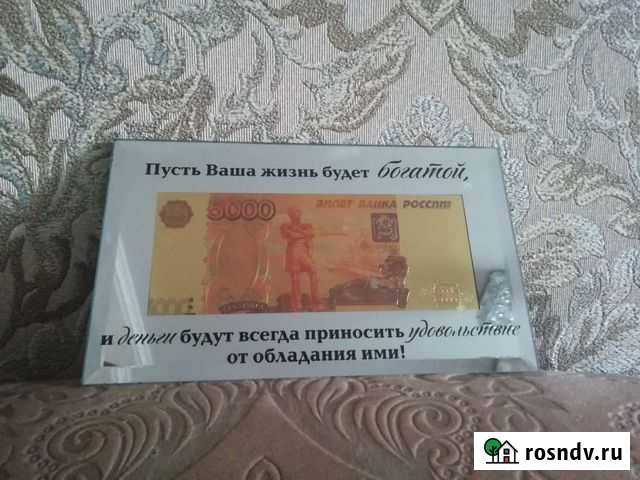 Пусть Ваша жизнь будет богатой,
5000 БИЛЕТ БАНКА РОССИИ
и деньги будут всегда приносить удовольствие
от обладания ими!
rosndv.ru